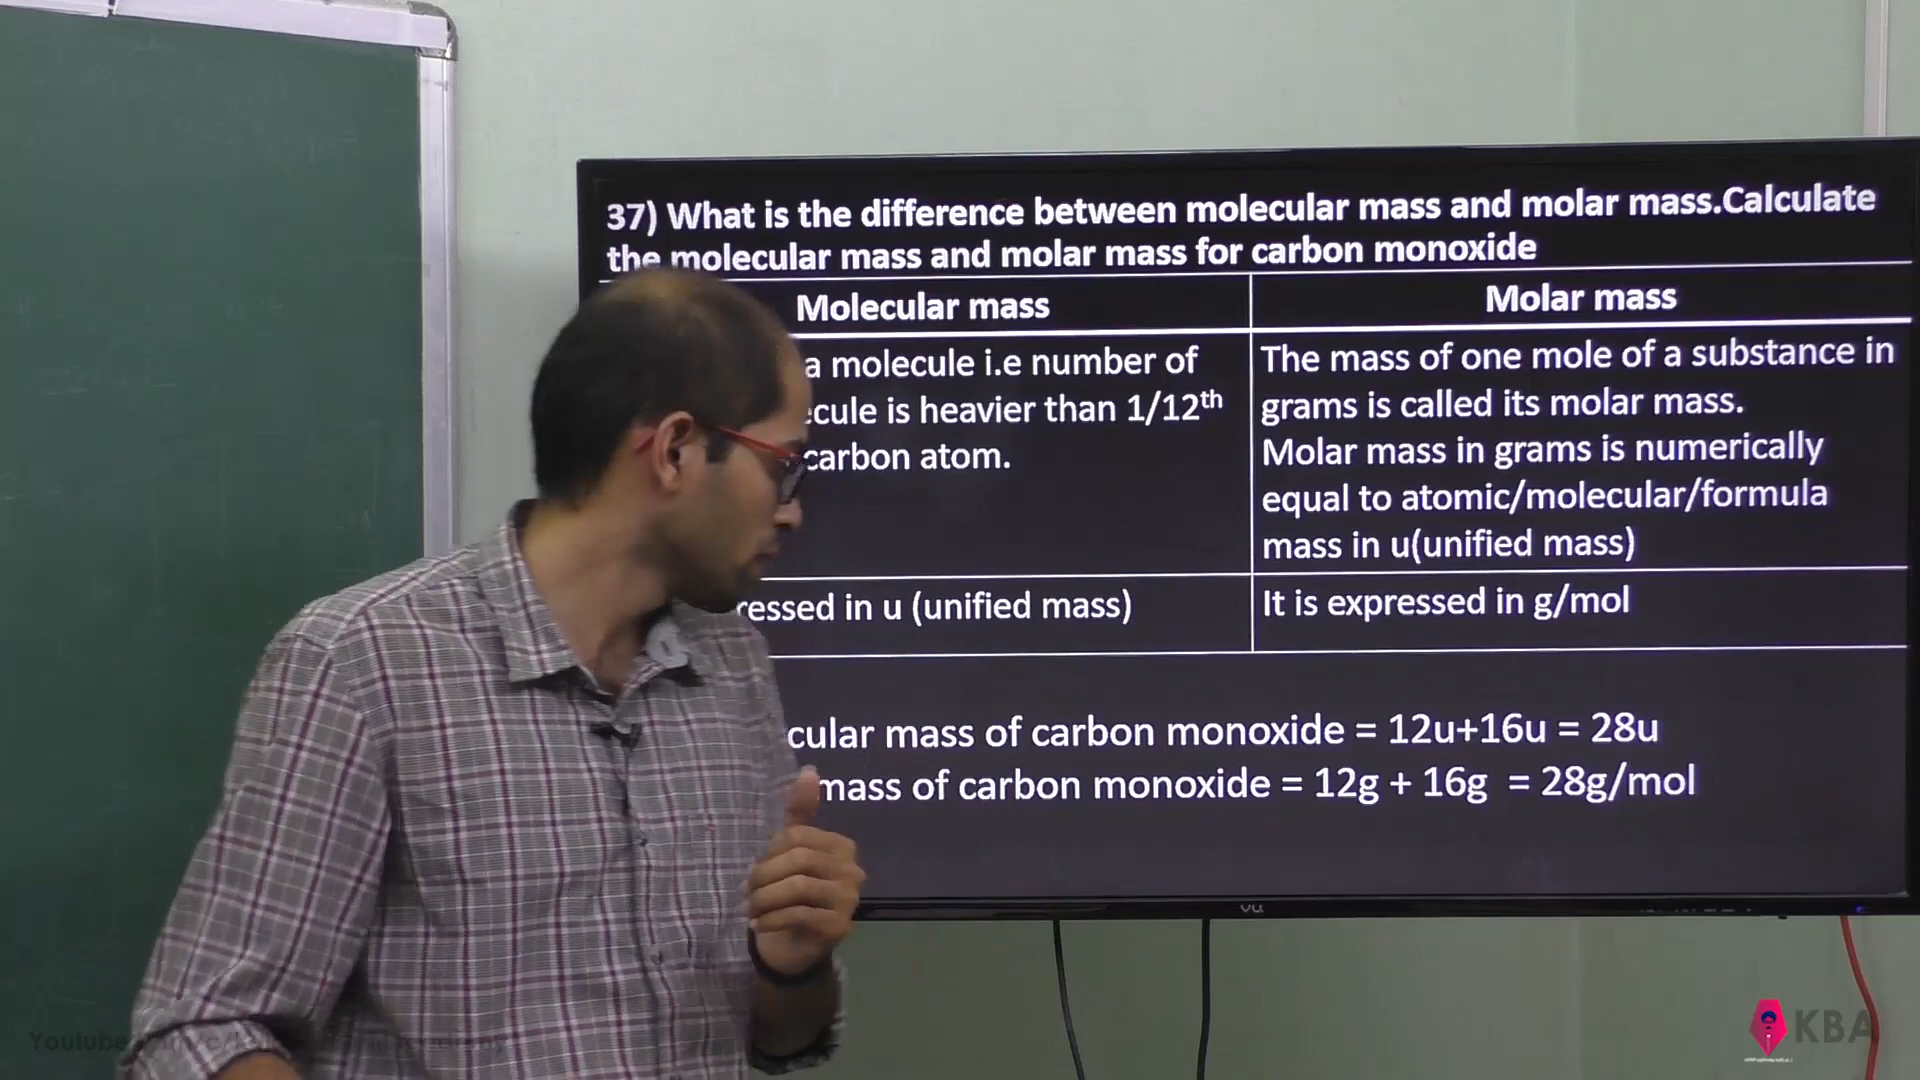 37) What is the difference between molecular mass and molar mass.Calculate
the molecular mass and molar mass for carbon monoxide
Molecular mass
Molar mass
a molecule i.e number of
is heavier than 1/12th
carbon atom.
The mass of one mole of a substance in
grams is called its molar mass.
Molar mass in grams is numerically
equal to atomic/molecular/formula
mass in u(unified mass)
in u (unified mass)
It is expressed in g/mol
mass of carbon monoxide = 12u+16u = 28u
mass of carbon monoxide = 12g + 16g = 28g/mol
vu
KBA